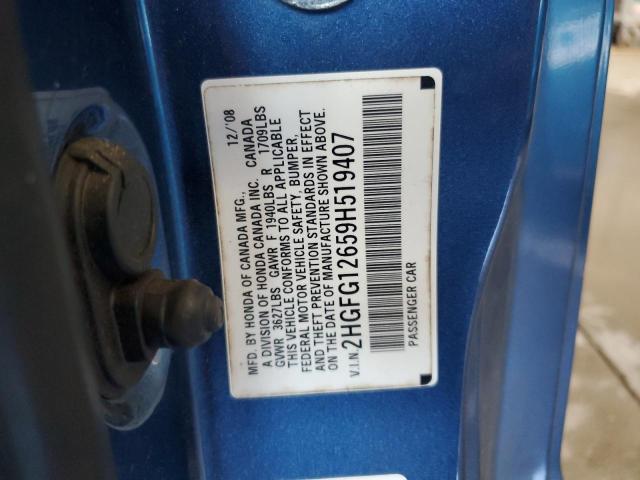 MFD. BY HONDA OF CANADA MFG., 12/'08
A DIVISION OF HONDA CANADA INC. CANADA
GVWR 3627LBS GAWR F 1940LBS R 1709LBS
THIS VEHICLE CONFORMS TO ALL APPLICABLE
FEDERAL MOTOR VEHICLE SAFETY, BUMPER,
AND THEFT PREVENTION STANDARDS IN EFFECT
ON THE DATE OF MANUFACTURE SHOWN ABOVE.
V.I.N. 2HGFG12659H519407
PASSENGER CAR